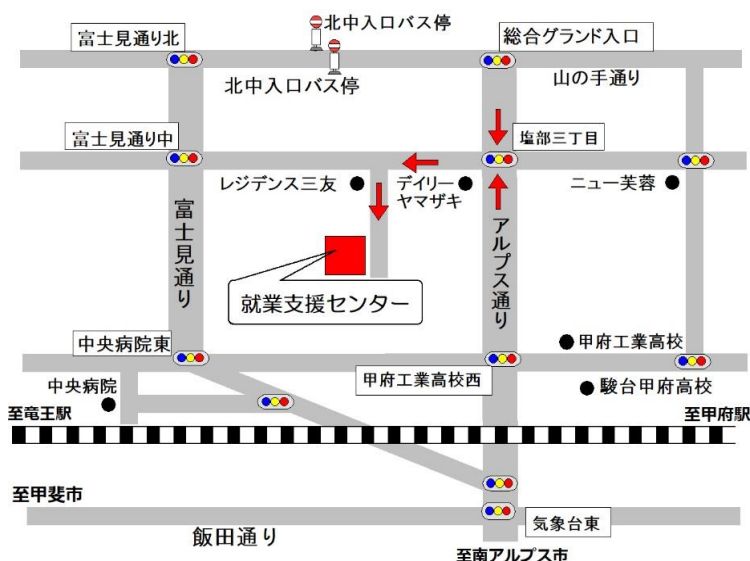 北中入口バス停
富士見通り北
総合グランド入口
北中入口バス停
山の手通り
富士見通り中
塩部三丁目
レジデンス三友
デイリー
ヤマザキ
ニュー芙蓉
富士見通り
アルプス通り
就業支援センター
中央病院東
甲府工業高校
甲府工業高校西
中央病院
駿台甲府高校
至竜王駅
至甲府駅
至甲斐市
気象台東
飯田通り
至南アルプス市